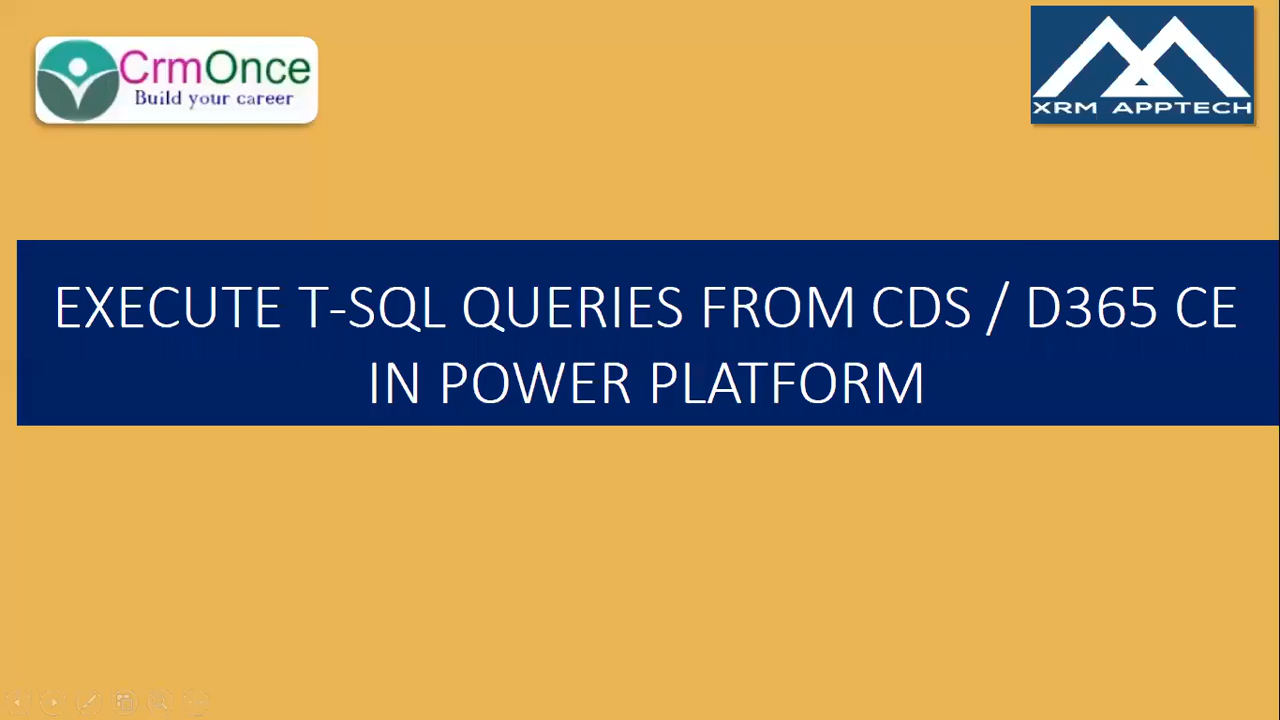 CrmOnce
Build your career
XRM APPTECH
EXECUTE T-SQL QUERIES FROM CDS / D365 CE
IN POWER PLATFORM